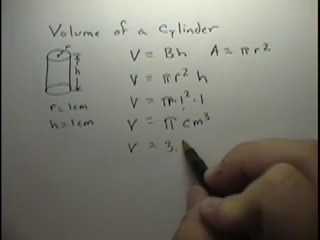 Volume of a Cylinder
r
h
r=1cm
h=1cm
V = Bh A = πr²
V = πr² h
V = π·1²·1
V = π cm³
V = 3.